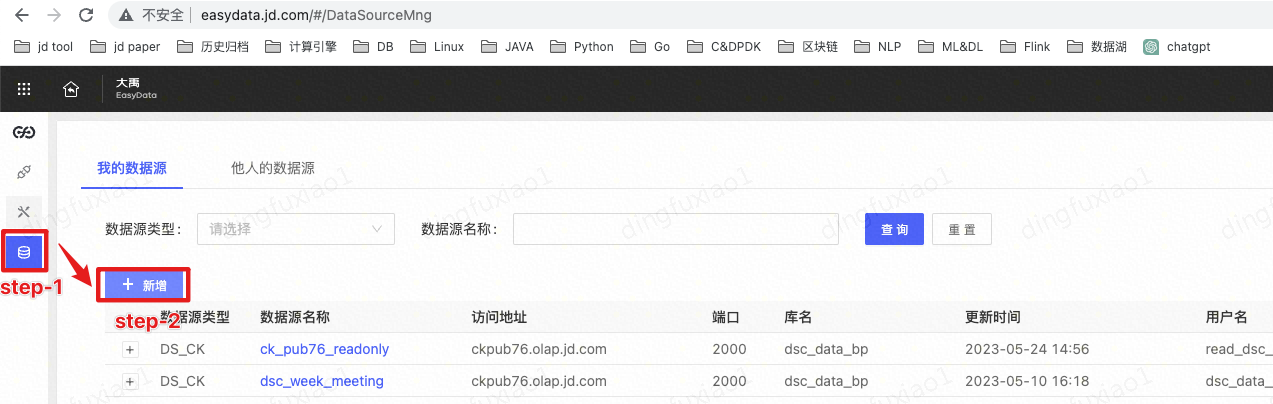 不安全 | easydata.jd.com/#/DataSourceMng
jd tool jd paper 历史归档 计算引擎 DB Linux JAVA Python Go C&DPDK 区块链 NLP ML&DL Flink 数据湖 chatgpt
大禹
EasyData
我的数据源 他人的数据源
数据源类型: 请选择 数据源名称: 查 询 重 置
step-1
+ 新增
step-2
数据源类型 数据源名称 访问地址 端口 库名 更新时间 用户名
+ DS_CK ck_pub76_readonly ckpub76.olap.jd.com 2000 dsc_data_bp 2023-05-24 14:56 read_dsc_
+ DS_CK dsc_week_meeting ckpub76.olap.jd.com 2000 dsc_data_bp 2023-05-10 16:18 dsc_data_
dingfuxiao1 dingfuxiao1 dingfuxiao1 dingfuxiao1